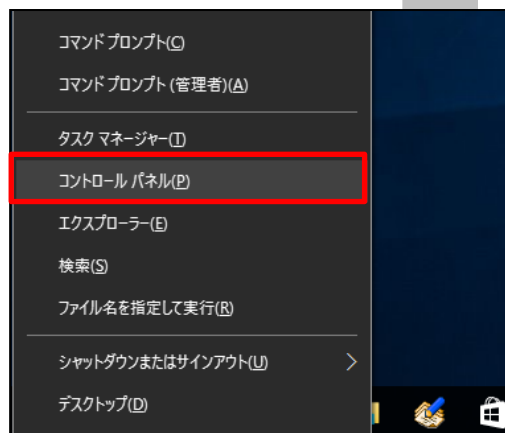 コマンド プロンプト(C)
コマンド プロンプト (管理者)(A)
タスク マネージャー(T)
コントロール パネル(P)
エクスプローラー(E)
検索(S)
ファイル名を指定して実行(R)
シャットダウンまたはサインアウト(U)
デスクトップ(D)